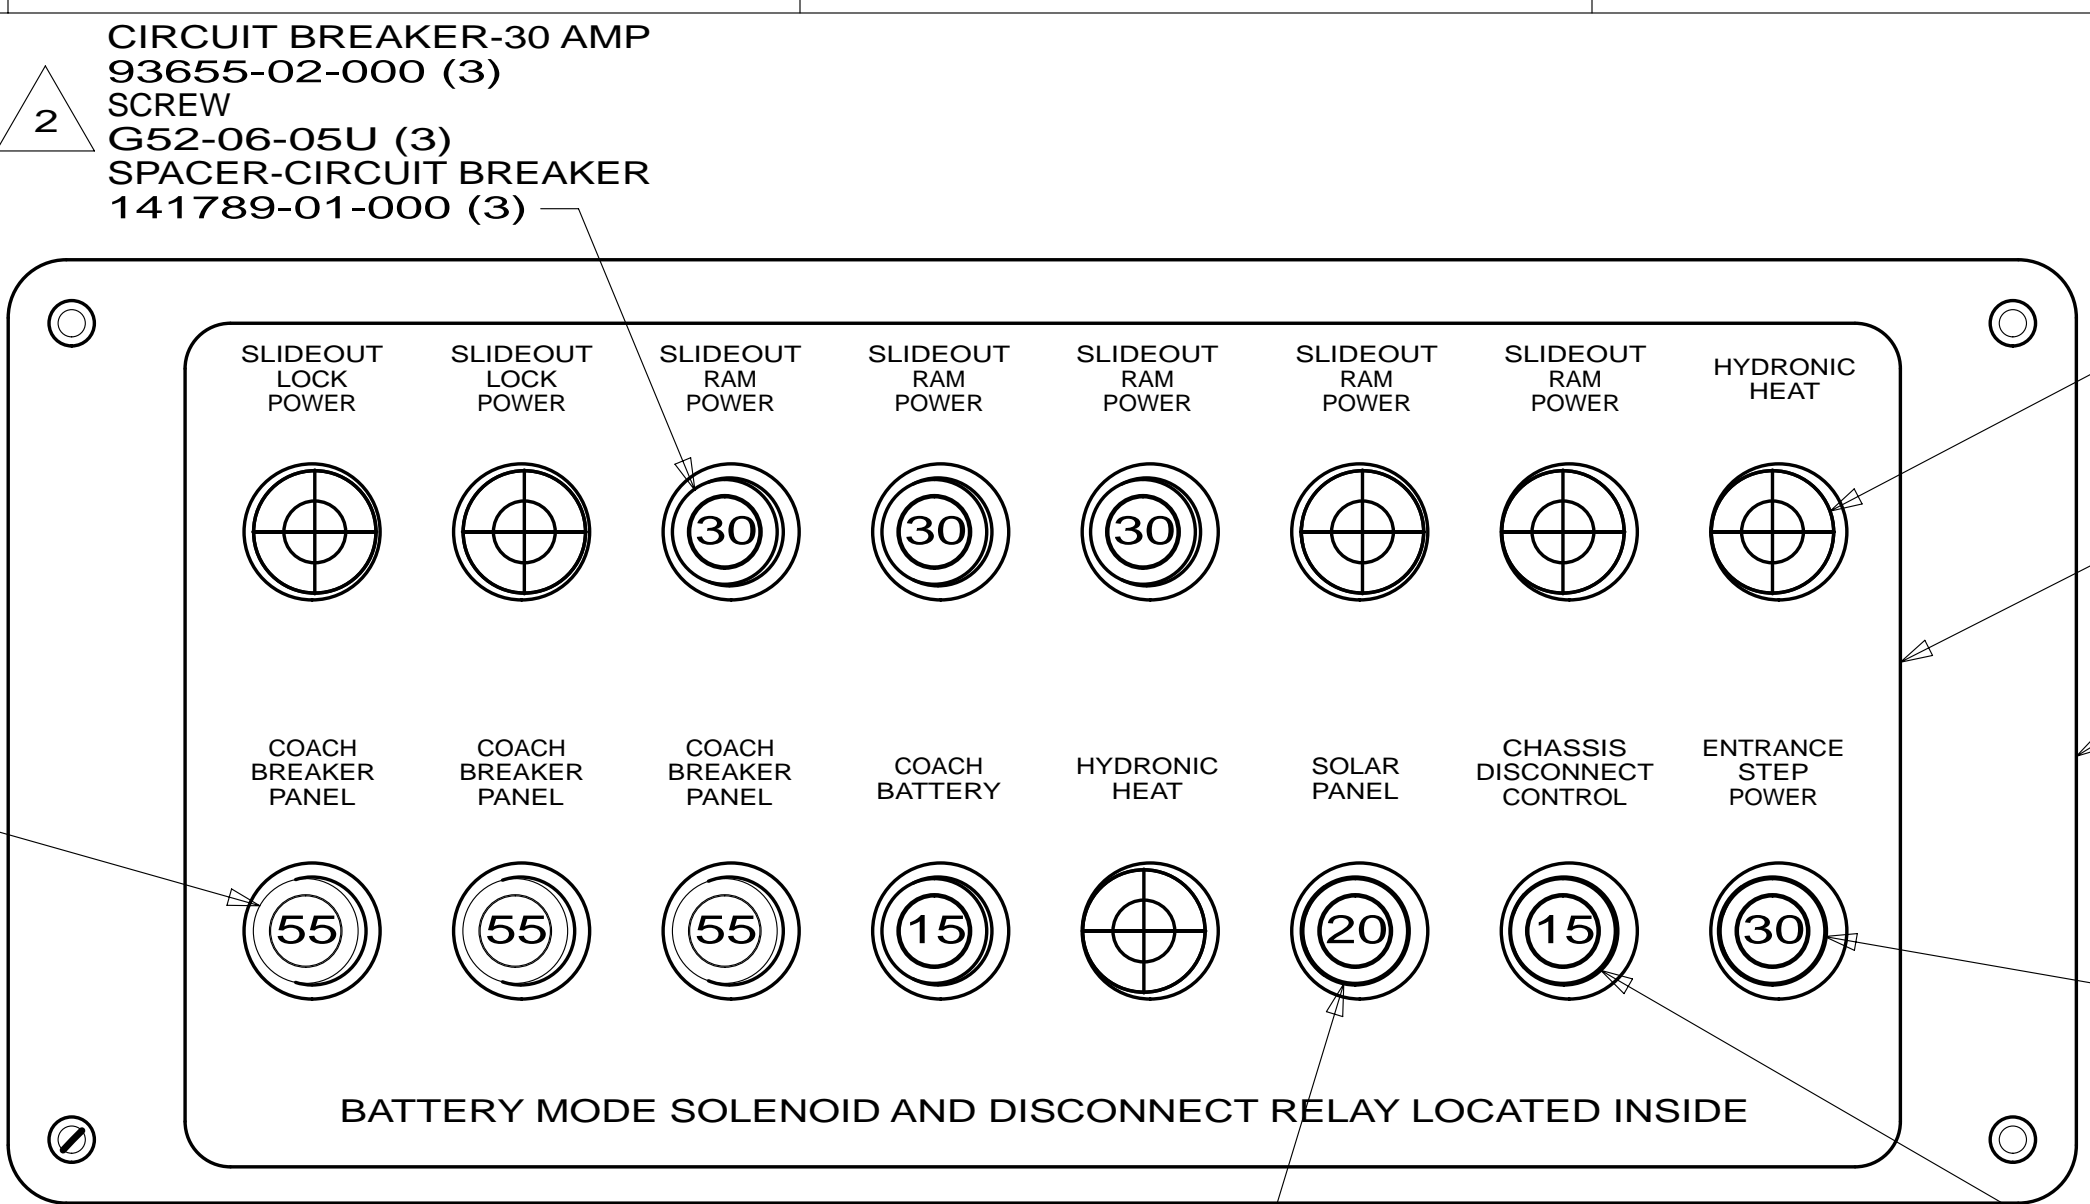 CIRCUIT BREAKER-30 AMP
93655-02-000 (3)
2
SCREW
G52-06-05U (3)
SPACER-CIRCUIT BREAKER
141789-01-000 (3)
SLIDEOUT
LOCK
POWER
SLIDEOUT
LOCK
POWER
SLIDEOUT
RAM
POWER
SLIDEOUT
RAM
POWER
SLIDEOUT
RAM
POWER
SLIDEOUT
RAM
POWER
SLIDEOUT
RAM
POWER
HYDRONIC
HEAT
30
30
30
COACH
BREAKER
PANEL
COACH
BREAKER
PANEL
COACH
BREAKER
PANEL
COACH
BATTERY
HYDRONIC
HEAT
SOLAR
PANEL
CHASSIS
DISCONNECT
CONTROL
ENTRANCE
STEP
POWER
55
55
55
15
20
15
30
BATTERY MODE SOLENOID AND DISCONNECT RELAY LOCATED INSIDE